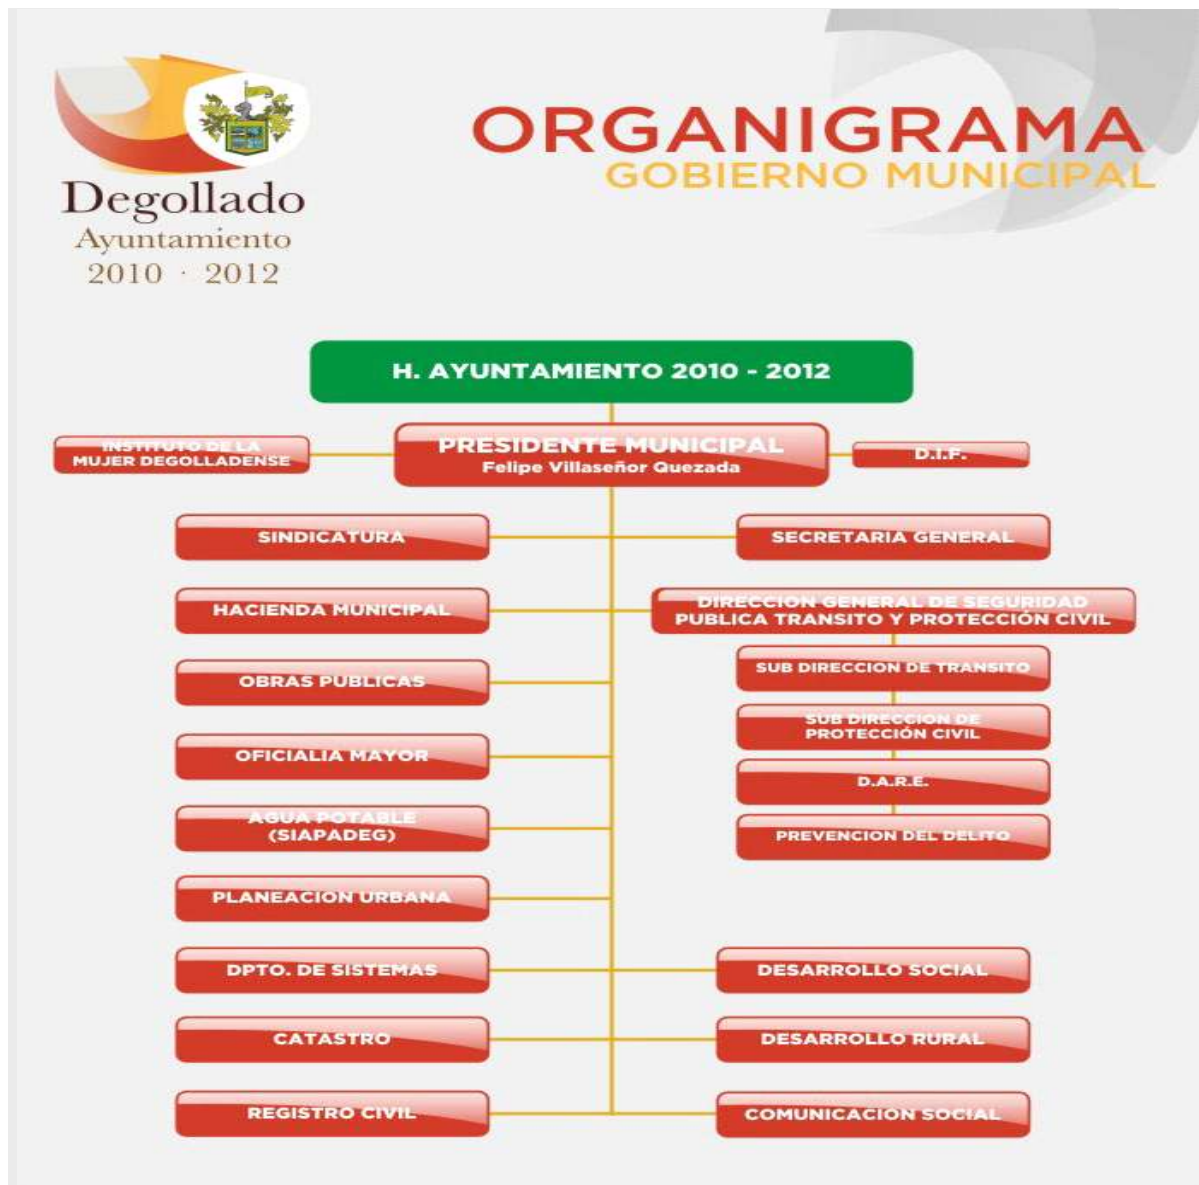 Degollado
Ayuntamiento
2010 · 2012
ORGANIGRAMA
GOBIERNO MUNICIPAL
H. AYUNTAMIENTO 2010 - 2012
INSTITUTO DE LA
MUJER DEGOLLADENSE
PRESIDENTE MUNICIPAL
Felipe Villaseñor Quezada
D.I.F.
SINDICATURA
SECRETARIA GENERAL
HACIENDA MUNICIPAL
DIRECCION GENERAL DE SEGURIDAD
PUBLICA TRANSITO Y PROTECCIÓN CIVIL
OBRAS PUBLICAS
SUB DIRECCION DE TRANSITO
SUB DIRECCION DE
PROTECCIÓN CIVIL
OFICIALIA MAYOR
D.A.R.E.
AGUA POTABLE
(SIAPADEG)
PREVENCION DEL DELITO
PLANEACION URBANA
DPTO. DE SISTEMAS
DESARROLLO SOCIAL
CATASTRO
DESARROLLO RURAL
REGISTRO CIVIL
COMUNICACION SOCIAL